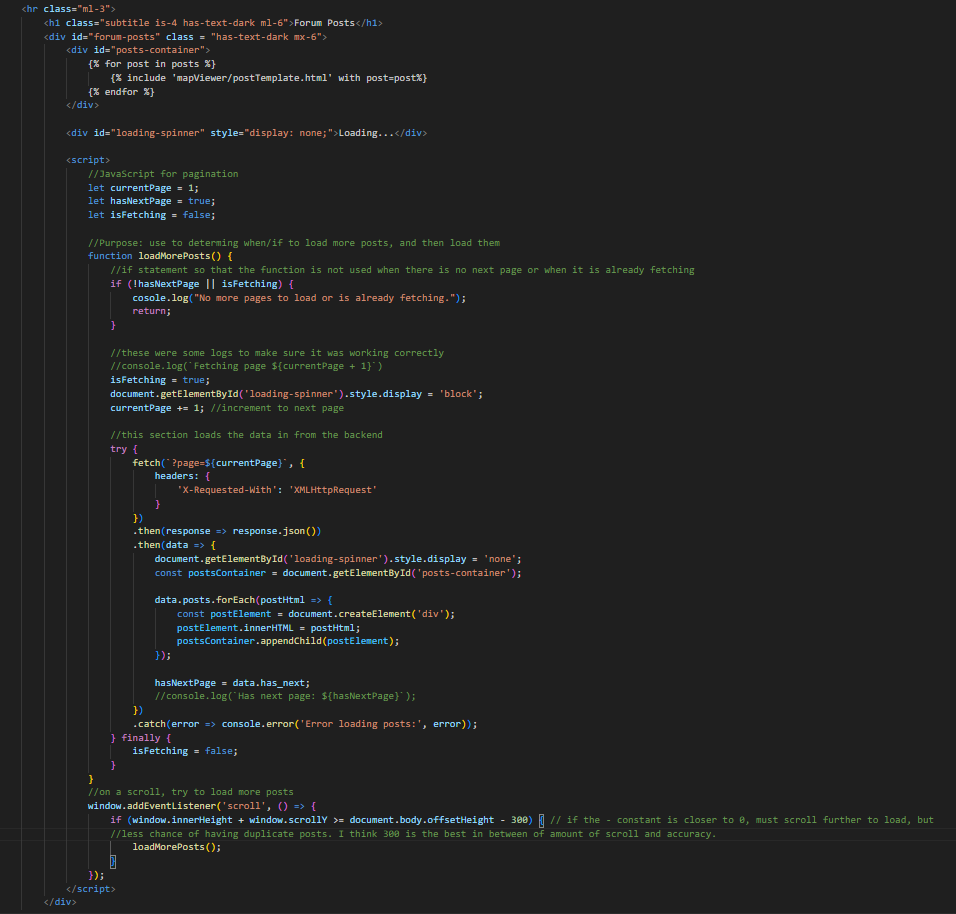 <hr class="ml-3">
<h1 class="subtitle is-4 has-text-dark ml-6">Forum Posts</h1>
<div id="forum-posts" class = "has-text-dark mx-6">
<div id="posts-container">
{% for post in posts %}
{% include 'mapViewer/postTemplate.html' with post=post%}
{% endfor %}
</div>
<div id="loading-spinner" style="display: none;">Loading...</div>
<script>
//JavaScript for pagination
let currentPage = 1;
let hasNextPage = true;
let isFetching = false;
//Purpose: use to determing when/if to load more posts, and then load them
function loadMorePosts() {
//if statement so that the function is not used when there is no next page or when it is already fetching
if (!hasNextPage || isFetching) {
cosole.log("No more pages to load or is already fetching.");
return;
}
//these were some logs to make sure it was working correctly
//console.log(`Fetching page ${currentPage + 1}`)
isFetching = true;
document.getElementById('loading-spinner').style.display = 'block';
currentPage += 1; //increment to next page
//this section loads the data in from the backend
try {
fetch(`?page=${currentPage}`, {
headers: {
'X-Requested-With': 'XMLHttpRequest'
}
})
.then(response => response.json())
.then(data => {
document.getElementById('loading-spinner').style.display = 'none';
const postsContainer = document.getElementById('posts-container');
data.posts.forEach(postHtml => {
const postElement = document.createElement('div');
postElement.innerHTML = postHtml;
postsContainer.appendChild(postElement);
});
hasNextPage = data.has_next;
//console.log(`Has next page: ${hasNextPage}`);
})
.catch(error => console.error('Error loading posts:', error));
} finally {
isFetching = false;
}
}
//on a scroll, try to load more posts
window.addEventListener('scroll', () => {
if (window.innerHeight + window.scrollY >= document.body.offsetHeight - 300) { // if the - constant is closer to 0, must scroll further to load, but
//less chance of having duplicate posts. I think 300 is the best in between of amount of scroll and accuracy.
loadMorePosts();
}
});
</script>
</div>